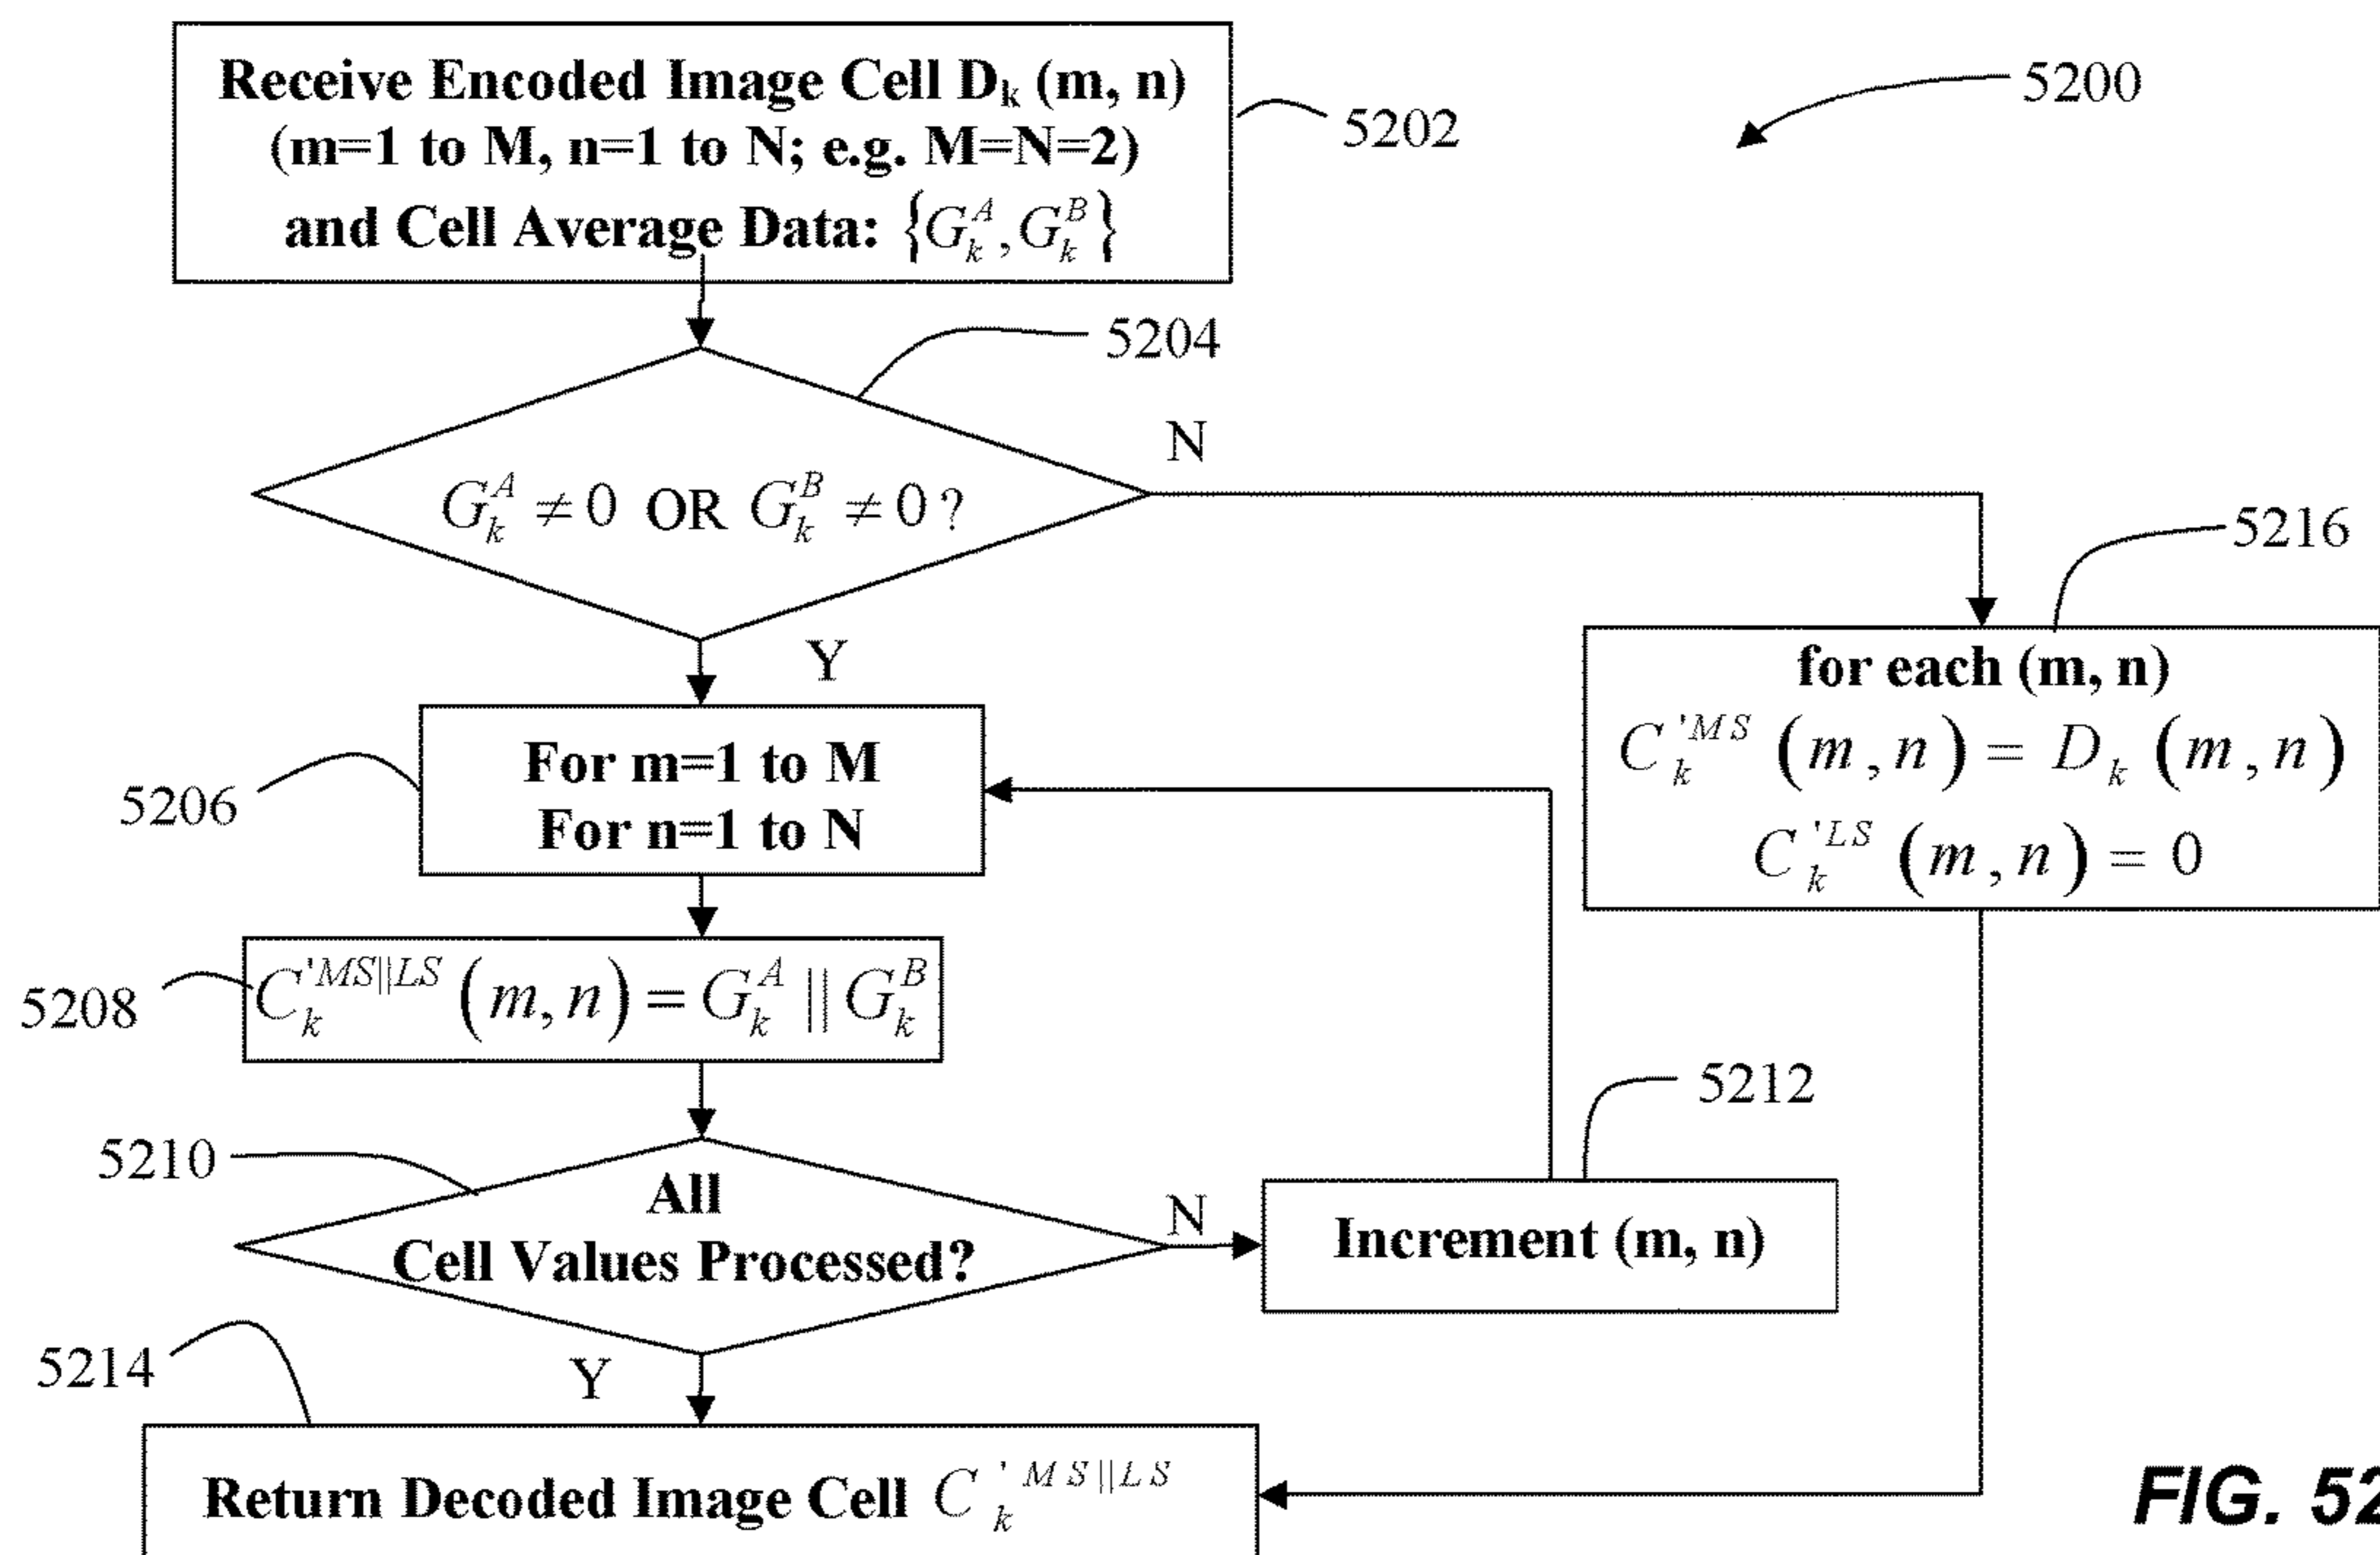 Receive Encoded Image Cell Dₖ (m, n)
(m=1 to M, n=1 to N; e.g. M=N=2)
and Cell Average Data: {G_k^A, G_k^B}
5200
5202
5204
G_k^A ≠ 0 OR G_k^B ≠ 0 ?
N
Y
5216
for each (m, n)
C_k^'MS (m, n) = D_k (m, n)
C_k^'LS (m, n) = 0
5206
For m=1 to M
For n=1 to N
5208
C_k^'MS||LS (m, n) = G_k^A || G_k^B
5210
All
Cell Values Processed?
N
5212
Increment (m, n)
Y
5214
Return Decoded Image Cell C_k^'MS||LS
FIG. 52